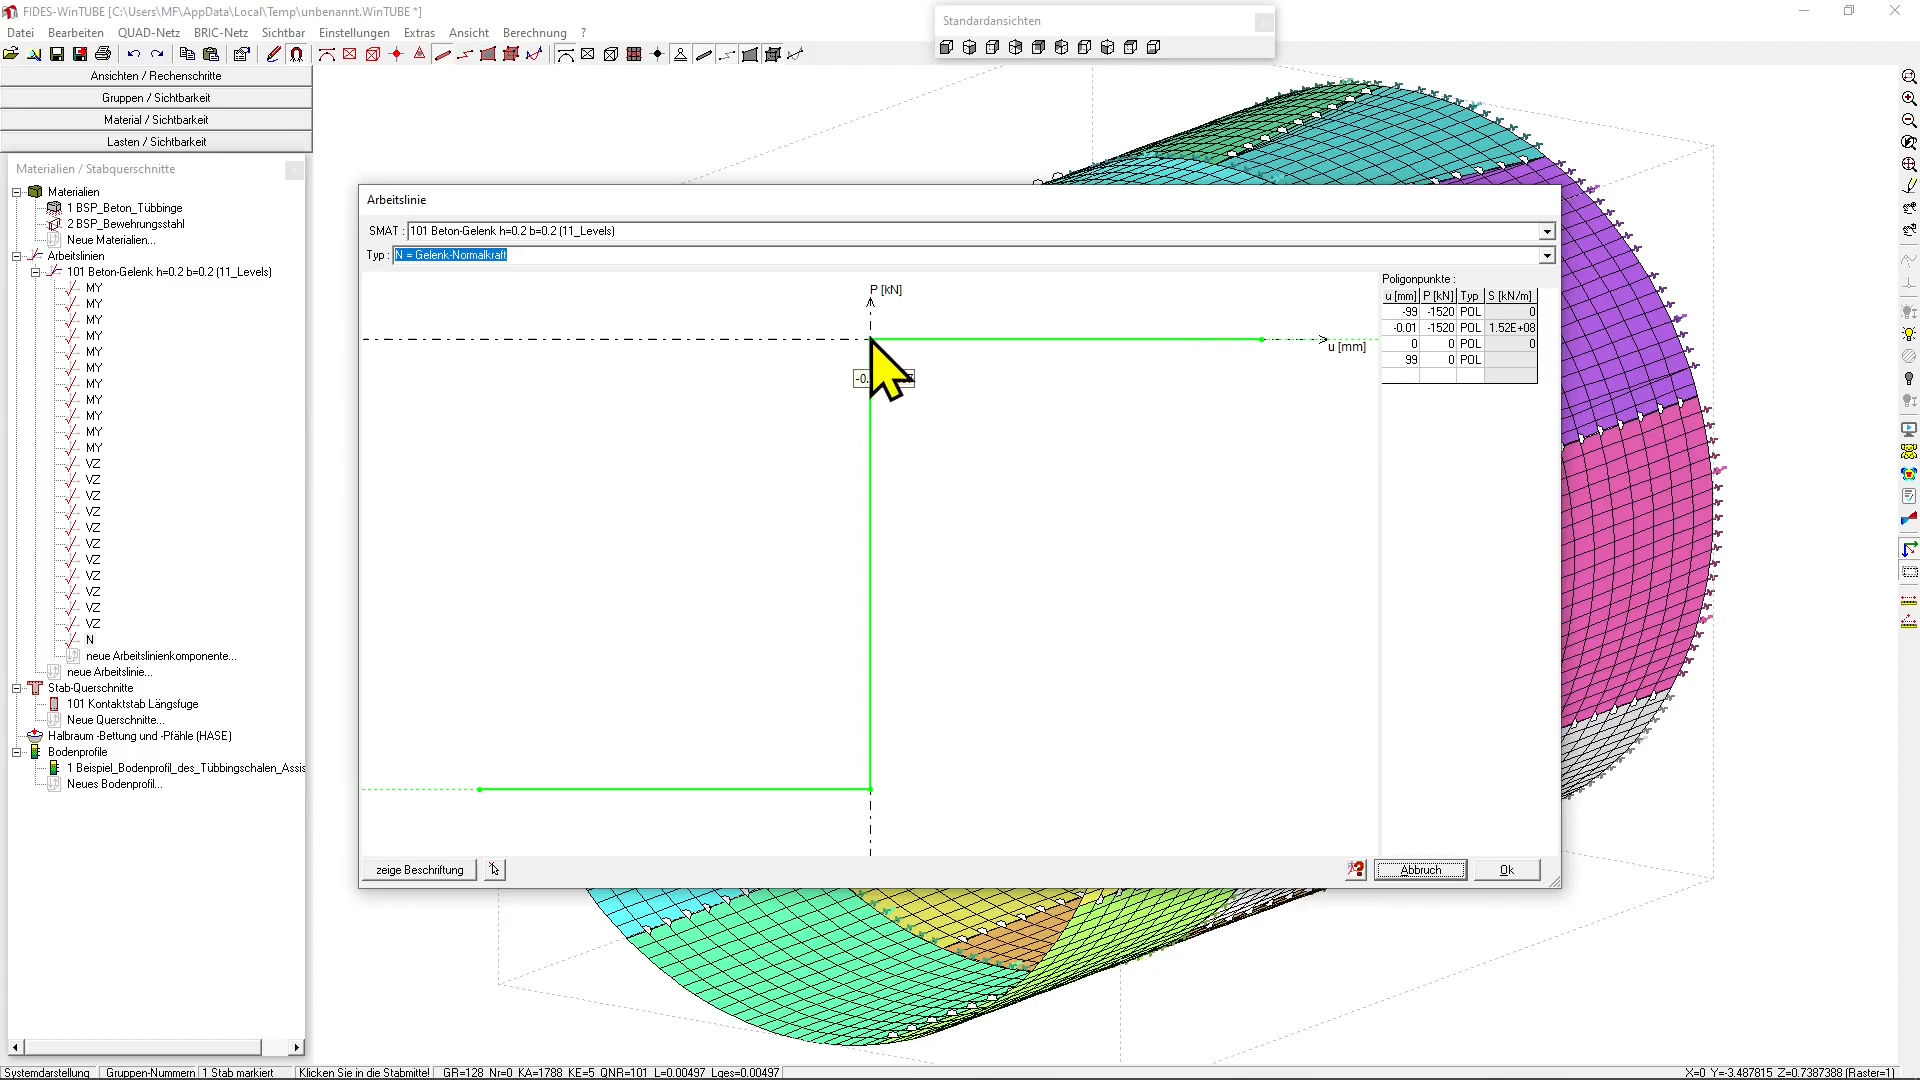 FIDES-WinTUBE [C:\Users\MF\AppData\Local\Temp\unbenannt.WinTUBE *]
Datei Bearbeiten QUAD-Netz BRIC-Netz Sichtbar Einstellungen Extras Ansicht Berechnung ?
Standardansichten
Ansichten / Rechenschritte
Gruppen / Sichtbarkeit
Material / Sichtbarkeit
Lasten / Sichtbarkeit
Materialien / Stabquerschnitte
Materialien
1 BSP_Beton_Tübbinge
2 BSP_Bewehrungsstahl
Neue Materialien...
Arbeitslinien
101 Beton-Gelenk h=0.2 b=0.2 (11_Levels)
MY
MY
MY
MY
MY
MY
MY
MY
MY
MY
MY
VZ
VZ
VZ
VZ
VZ
VZ
VZ
VZ
VZ
VZ
VZ
N
neue Arbeitslinienkomponente...
neue Arbeitslinie...
Stab-Querschnitte
101 Kontaktstab Längsfuge
Neue Querschnitte...
Halbraum -Bettung und -Pfähle (HASE)
Bodenprofile
1 Beispiel_Bodenprofil_des_Tübbingschalen_Assis
Neues Bodenprofil...
Arbeitslinie
SMAT : 101 Beton-Gelenk h=0.2 b=0.2 (11_Levels)
Typ : N = Gelenk-Normalkraft
P [kN]
u [mm]
Poligonpunkte :
u [mm] P [kN] Typ S [kN/m]
-99 -1520 POL 0
-0.01 -1520 POL 1.52E+08
0 0 POL 0
99 0 POL
zeige Beschriftung
Abbruch
Ok
Systemdarstellung Gruppen-Nummern 1 Stab markiert Klicken Sie in die Stabmitte! GR=128 Nr=0 KA=1788 KE=5 QNR=101 L=0.00497 Lges=0.00497 X=0 Y=-3.487815 Z=0.7387388 (Raster=1)